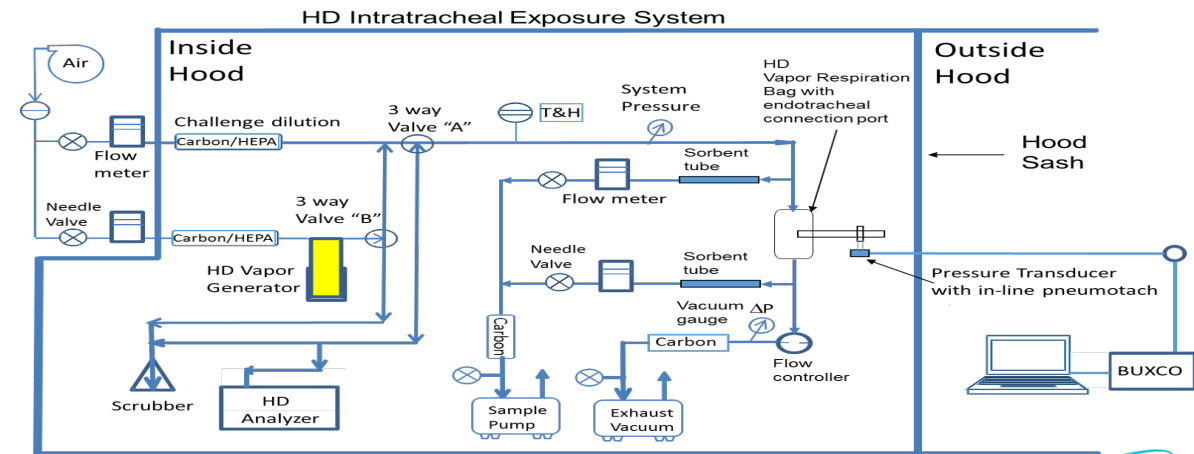 HD Intratracheal Exposure System
Inside
Hood
Outside
Hood
Air
HD
Vapor Respiration
Bag with
endotracheal
connection port
System
Pressure
3 way
Valve “A”
T&H
Challenge dilution
Carbon/HEPA
Flow
meter
Hood
Sash
Sorbent
tube
Flow meter
Needle
Valve
3 way
Valve “B”
Carbon/HEPA
HD Vapor
Generator
Needle
Valve
Sorbent
tube
Pressure Transducer
with in-line pneumotach
Vacuum
gauge
ΔP
Carbon
Carbon
Flow
controller
BUXCO
Scrubber
HD
Analyzer
Sample
Pump
Exhaust
Vacuum